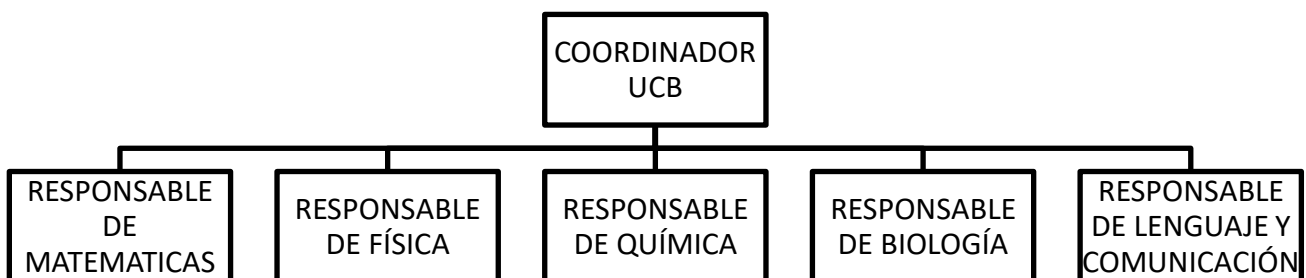 COORDINADOR
UCB
RESPONSABLE
DE
MATEMATICAS
RESPONSABLE
DE FÍSICA
RESPONSABLE
DE QUÍMICA
RESPONSABLE
DE BIOLOGÍA
RESPONSABLE
DE LENGUAJE Y
COMUNICACIÓN